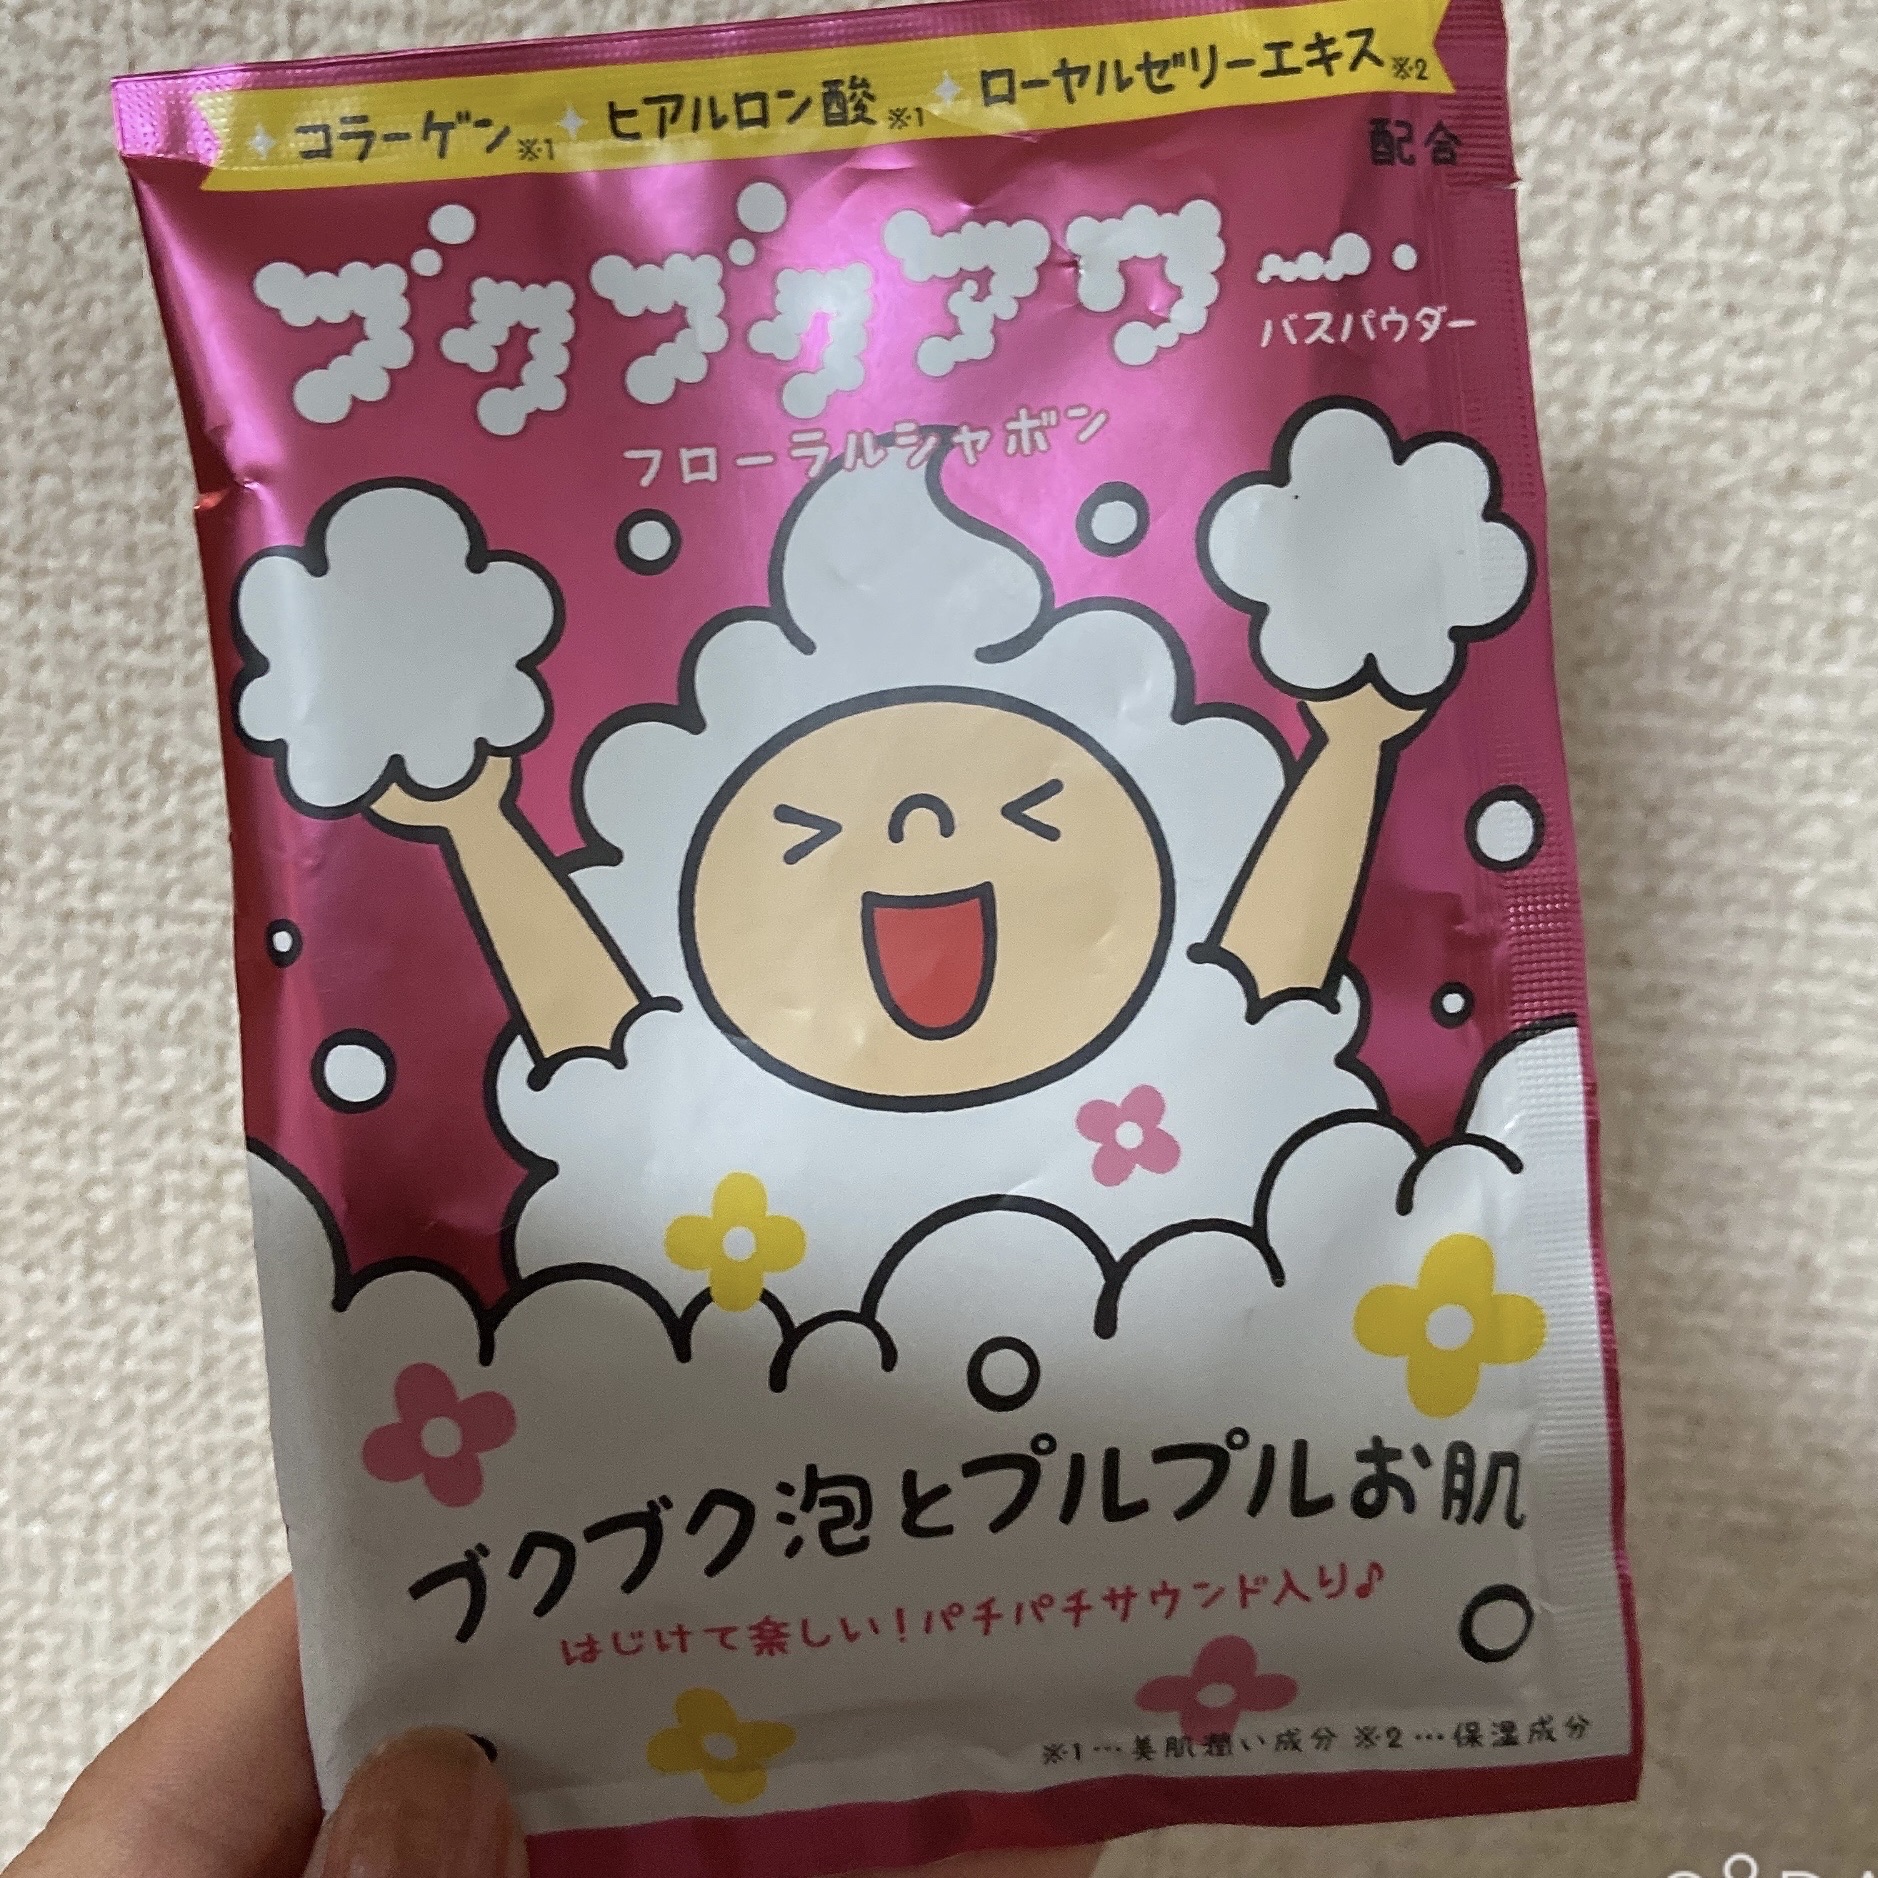 コラーゲン※1 ヒアルロン酸※1 ローヤルゼリーエキス※2
配合
ブクブクアワー
バスパウダー
フローラルシャボン
ブクブク泡とプルプルお肌
はじけて楽しい!パチパチサウンド入り♪
※1…美肌潤い成分 ※2…保湿成分